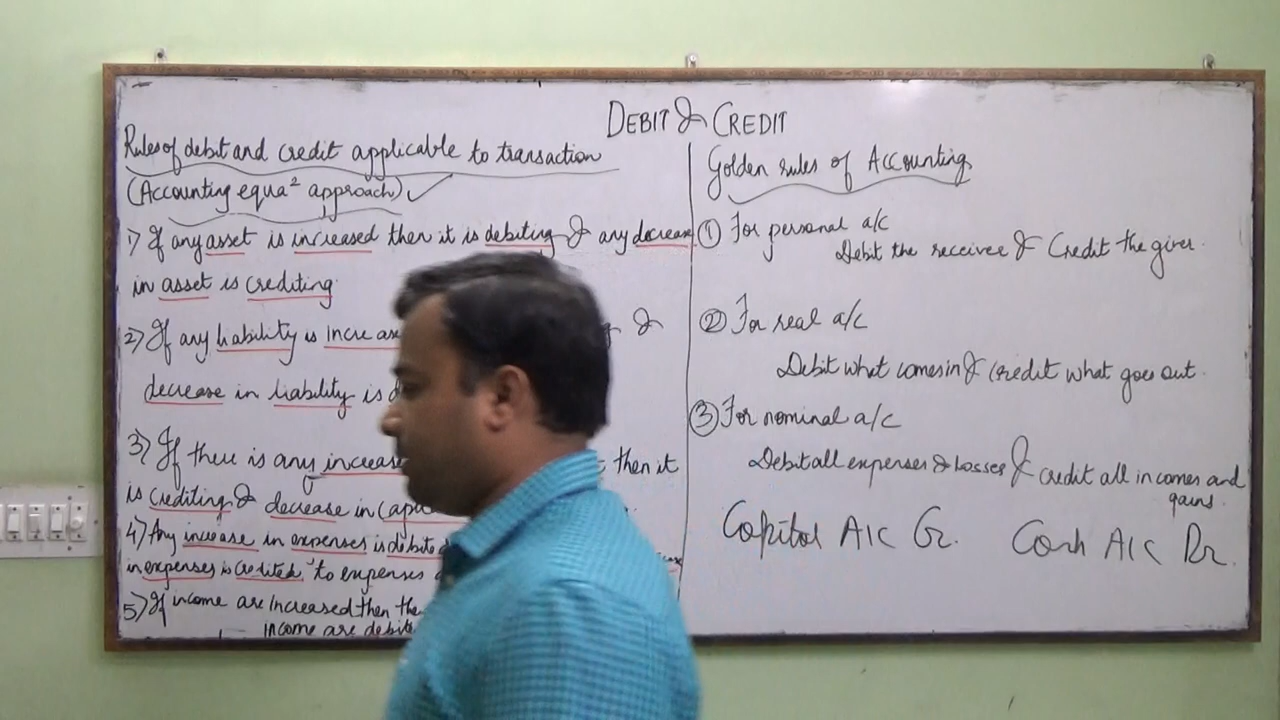 DEBIT & CREDIT
Rules of debit and credit applicable to transaction
(Accounting equa² approach) ✓
1) If any asset is increased then it is debiting & any decrease
in asset is crediting
2) If any liability is increase &
decrease in liability is
3) If there is any increase then it
is crediting & decrease in
4) Any increase in expenses is debite
in expenses is credited to expenses
5) If income are increased then the
income are debite
Golden rules of Accounting
① For personal a/c
Debit the receiver & Credit the giver.
② For real a/c
Debit what comes in & credit what goes out.
③ For nominal a/c
Debit all expenses & losses & credit all incomes and
gains.
Capital A/C Cr. Cash A/C Dr.